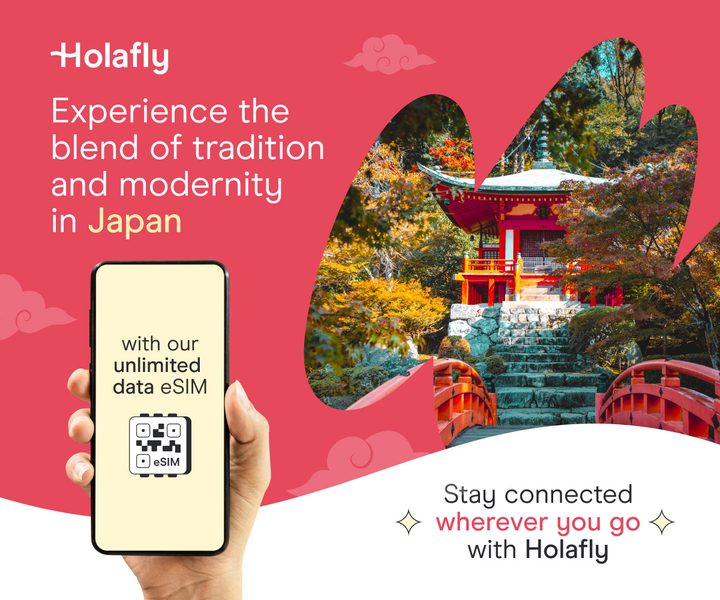 Holafly
Experience the
blend of tradition
and modernity
in Japan
with our
unlimited
data eSIM
eSIM
Stay connected
wherever you go
with Holafly